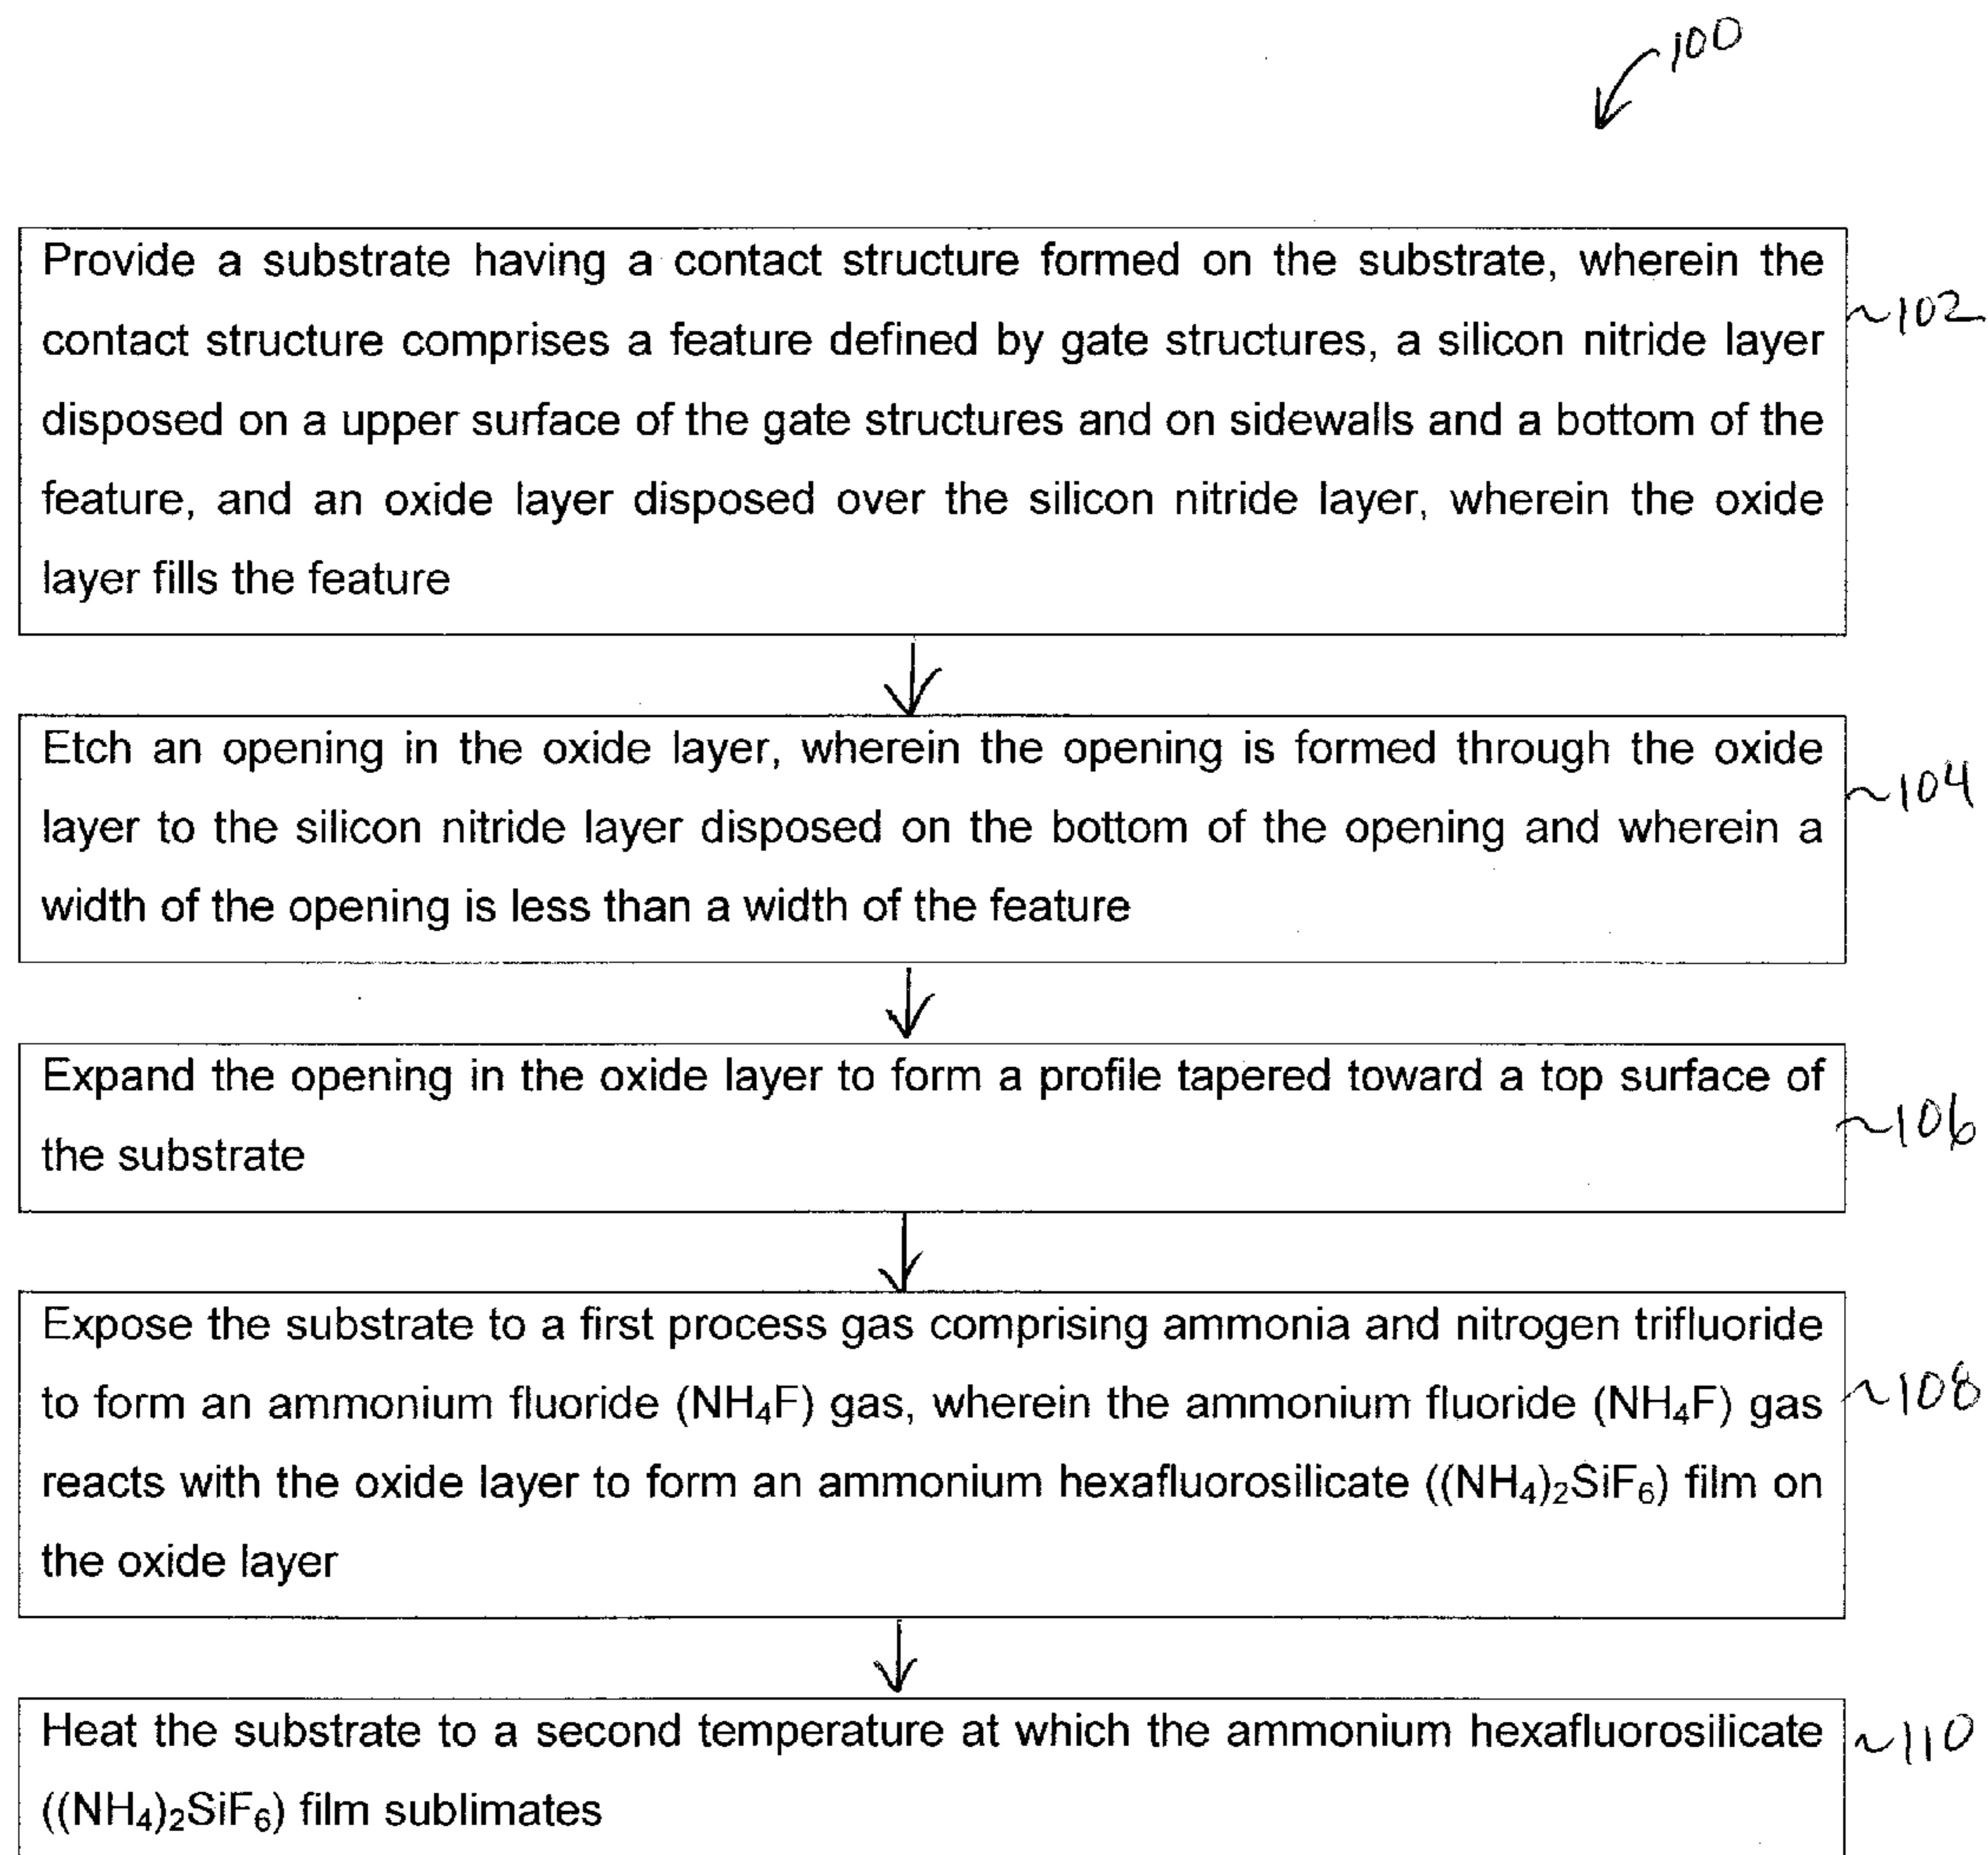 100
Provide a substrate having a contact structure formed on the substrate, wherein the
contact structure comprises a feature defined by gate structures, a silicon nitride layer
disposed on a upper surface of the gate structures and on sidewalls and a bottom of the
feature, and an oxide layer disposed over the silicon nitride layer, wherein the oxide
layer fills the feature
~102
Etch an opening in the oxide layer, wherein the opening is formed through the oxide
layer to the silicon nitride layer disposed on the bottom of the opening and wherein a
width of the opening is less than a width of the feature
~104
Expand the opening in the oxide layer to form a profile tapered toward a top surface of
the substrate
~106
Expose the substrate to a first process gas comprising ammonia and nitrogen trifluoride
to form an ammonium fluoride (NH₄F) gas, wherein the ammonium fluoride (NH₄F) gas
reacts with the oxide layer to form an ammonium hexafluorosilicate ((NH₄)₂SiF₆) film on
the oxide layer
~108
Heat the substrate to a second temperature at which the ammonium hexafluorosilicate
((NH₄)₂SiF₆) film sublimates
~110